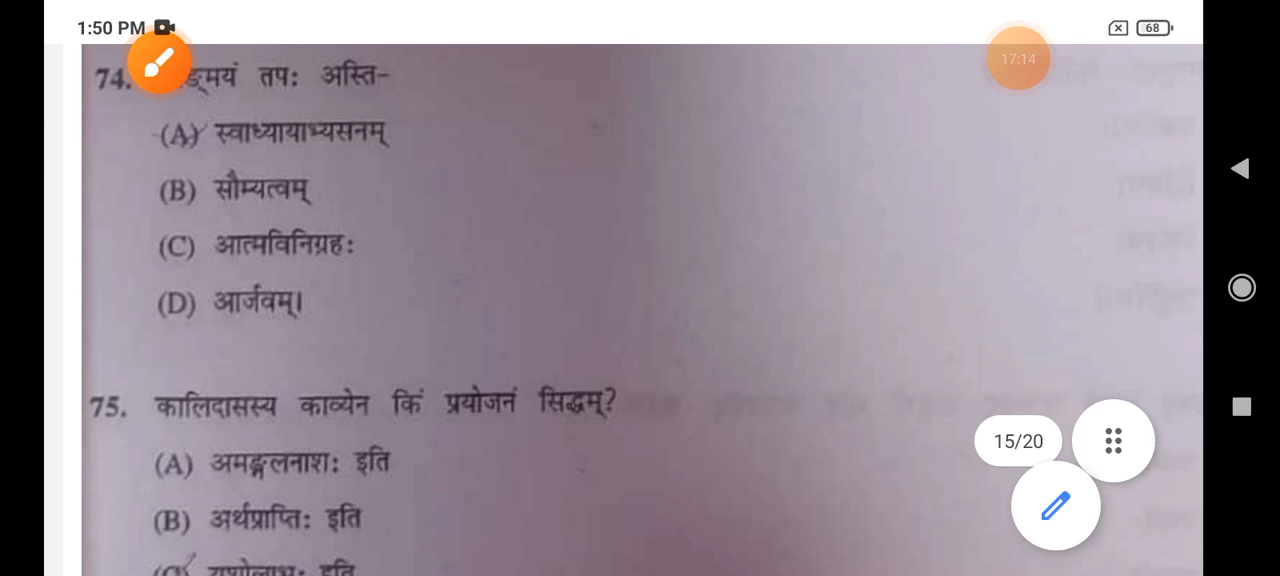 1:50 PM
68
17:14
74. तपः अस्ति-
(A) स्वाध्यायाभ्यसनम्
(B) सौम्यत्वम्
(C) आत्मविनिग्रहः
(D) आर्जवम्।
75. कालिदासस्य काव्येन किं प्रयोजनं सिद्धम्?
(A) अमङ्गलनाशः इति
15/20
(B) अर्थप्राप्तिः इति
इति